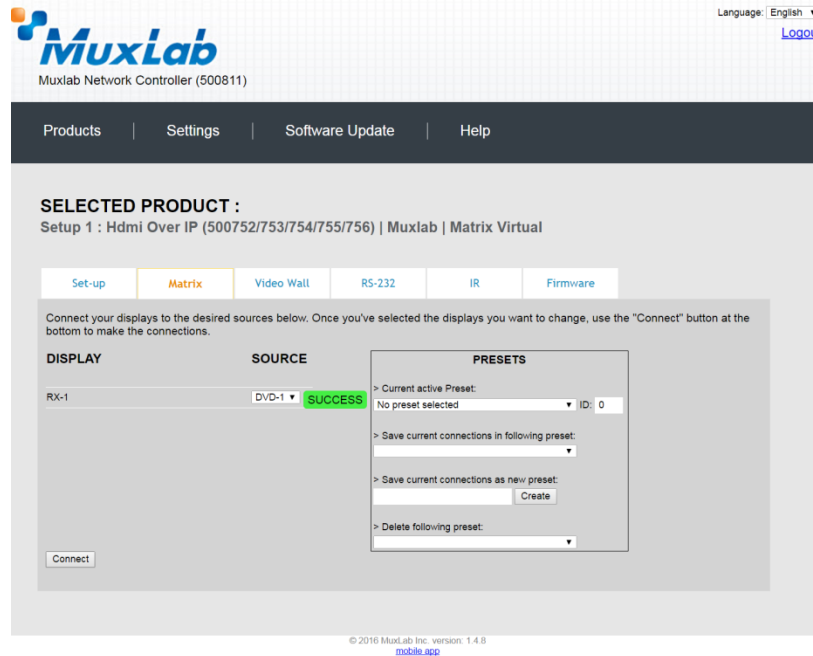 Language: English
Logou
MuxLab
Muxlab Network Controller (500811)
Products | Settings | Software Update | Help
SELECTED PRODUCT :
Setup 1 : Hdmi Over IP (500752/753/754/755/756) | Muxlab | Matrix Virtual
Set-up Matrix Video Wall RS-232 IR Firmware
Connect your displays to the desired sources below. Once you've selected the displays you want to change, use the "Connect" button at the
bottom to make the connections.
DISPLAY SOURCE PRESETS
> Current active Preset:
RX-1 DVD-1 SUCCESS No preset selected ID: 0
> Save current connections in following preset:
> Save current connections as new preset:
Create
> Delete following preset:
Connect
© 2016 MuxLab Inc. version: 1.4.8
mobile app